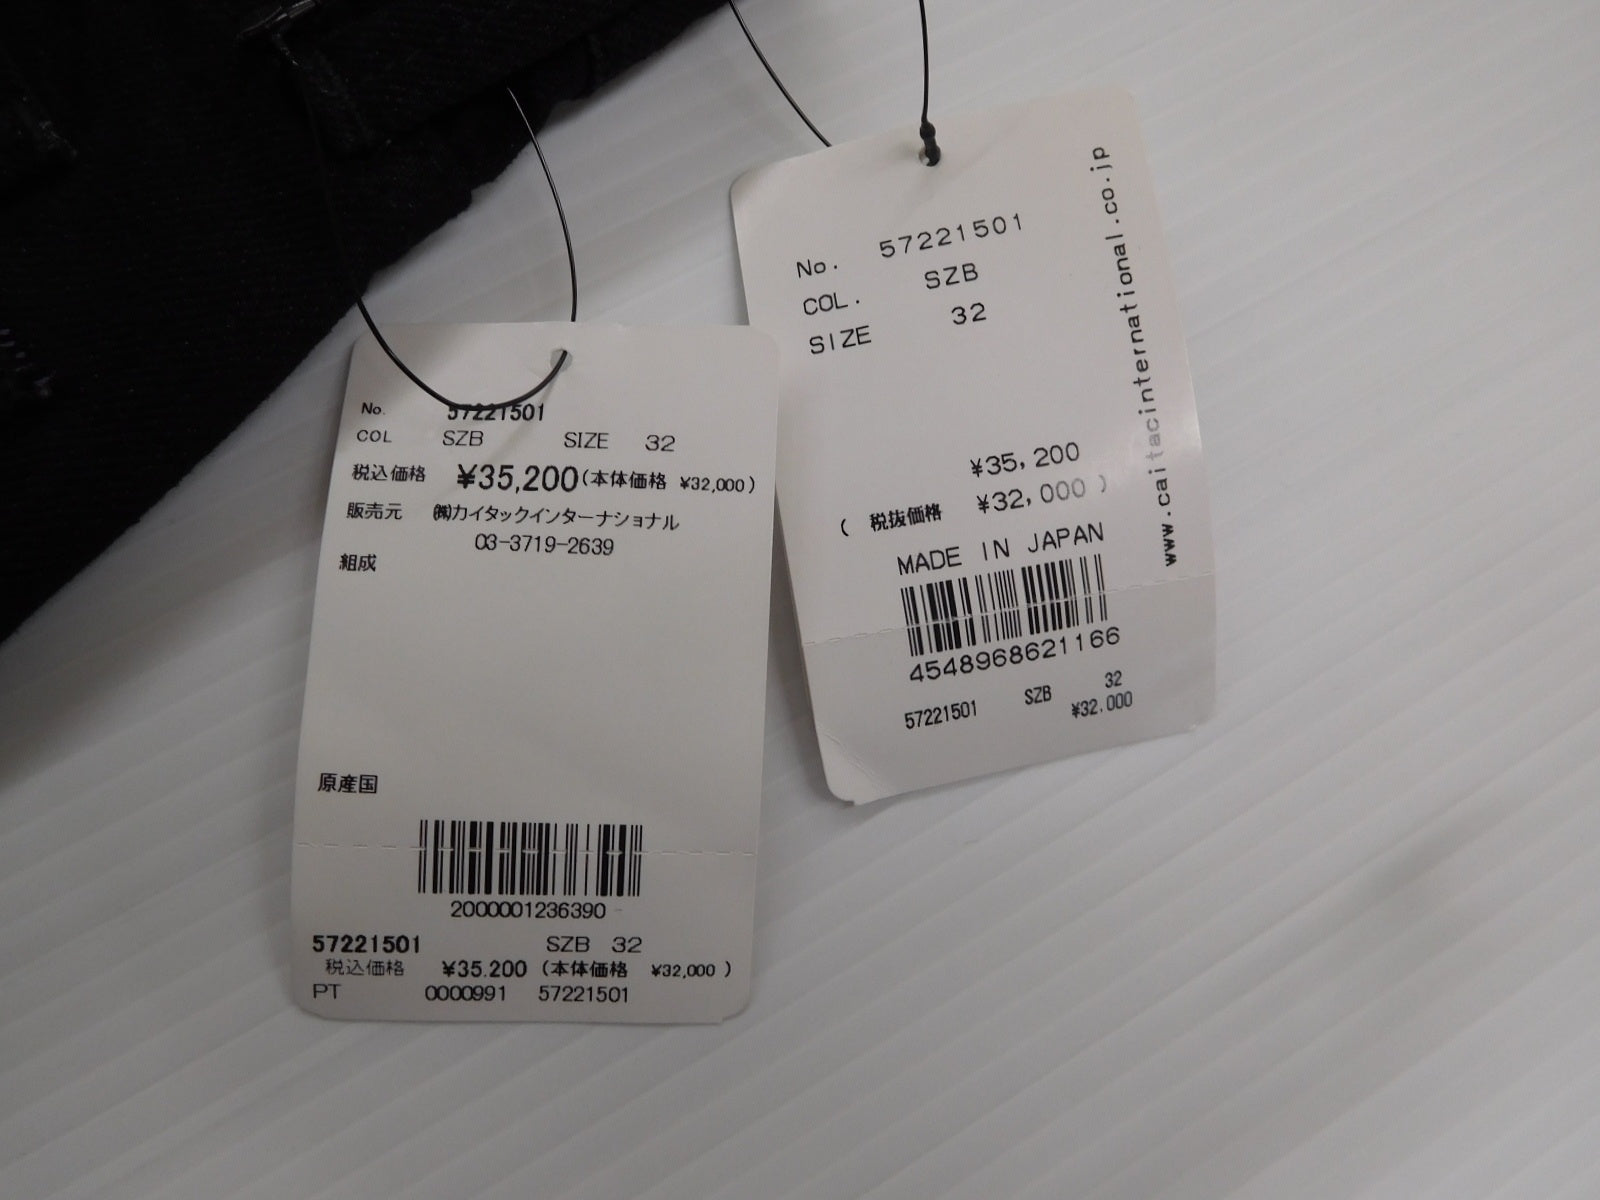 No. 57221501
COL SZB SIZE 32
税込価格 ¥35,200(本体価格 ¥32,000)
販売元 ㈱カイタックインターナショナル
03-3719-2639
組成
原産国
2000001236390
57221501 SZB 32
税込価格 ¥35.200 (本体価格 ¥32,000)
PT 0000991 57221501
No. 57221501
COL. SZB
SIZE 32
¥35,200
( 税抜価格 ¥32,000 )
MADE IN JAPAN
4548968621166
57221501 SZB 32
¥32.000
www.caitacinternational.co.jp